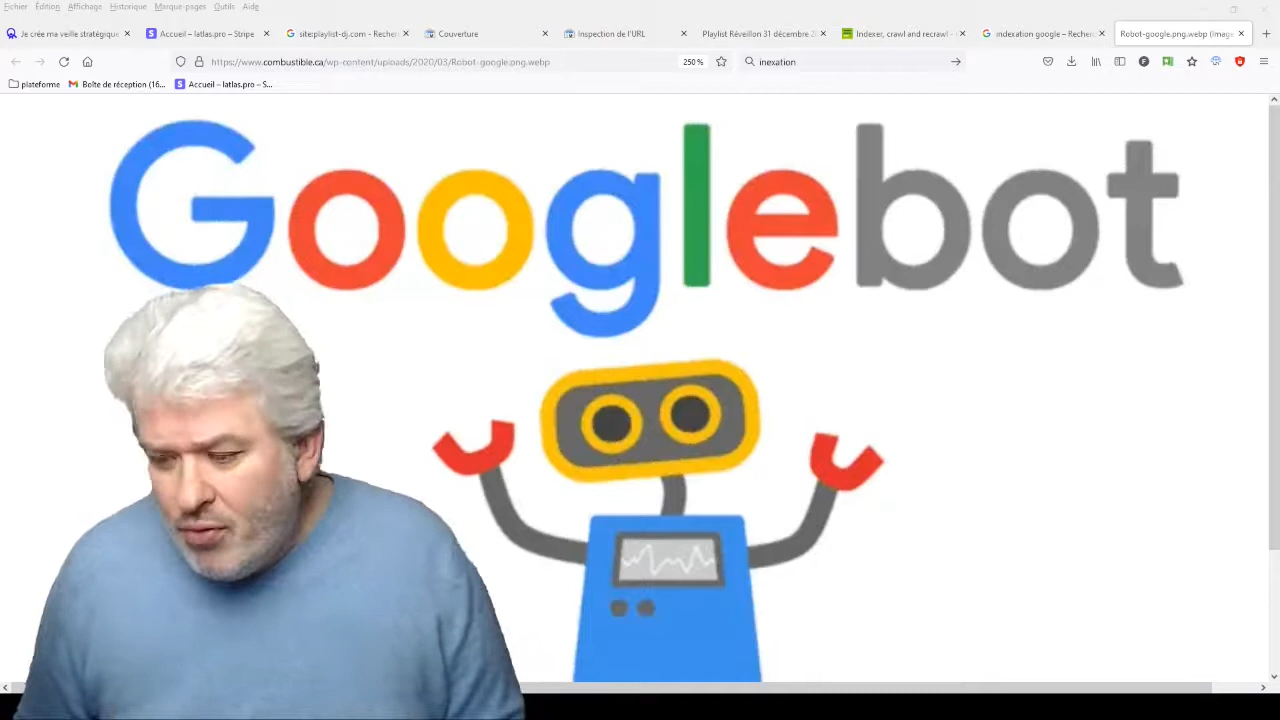 Fichier Édition Affichage Historique Marque-pages Outils Aide
Je crée ma veille stratégique Accueil – latlas.pro – Stripe siteplaylist-dj.com - Recher Couverture Inspection de l'URL Playlist Réveillon 31 décembre 2 Indexer, crawl and recrawl - indexation google – Recher Robot-google.png.webp (Imag
https://www.combustible.ca/wp-content/uploads/2020/03/Robot-google.png.webp 250 % inexation
plateforme Boîte de réception (16... Accueil – latlas.pro – S...
Googlebot